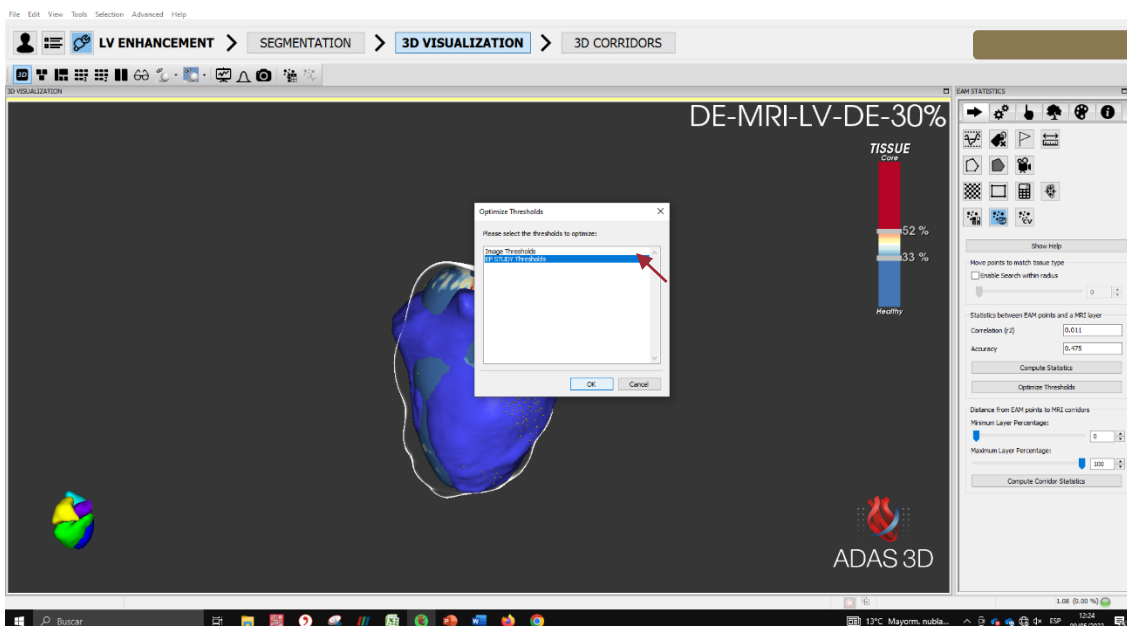 File Edit View Tools Selection Advanced Help
LV ENHANCEMENT > SEGMENTATION > 3D VISUALIZATION > 3D CORRIDORS
3D
3D VISUALIZATION
EAM STATISTICS
DE-MRI-LV-DE-30%
TISSUE
Core
52 %
33 %
Healthy
Optimize Thresholds
Please select the thresholds to optimize:
Image Thresholds
EP STUDY Thresholds
OK Cancel
Show Help
Move points to match tissue type
Enable Search within radius
0
Statistics between EAM points and a MRI layer
Correlation (r2) 0.011
Accuracy 0.475
Compute Statistics
Optimize Thresholds
Distance from EAM points to MRI corridors
Minimum Layer Percentage:
0
Maximum Layer Percentage:
100
Compute Corridor Statistics
ADAS 3D
1.08 (0.00 %)
Buscar
13°C Mayorm. nubla...
ESP
12:24